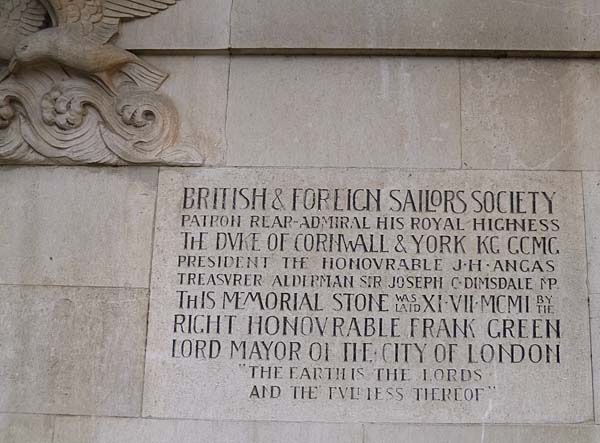 BRITISH & FOREIGN SAILORS SOCIETY
PATRON REAR-ADMIRAL HIS ROYAL HIGHNESS
THE DVKE OF CORNWALL & YORK KG GCMG
PRESIDENT THE HONOVRABLE J·H·ANGAS
TREASVRER ALDERMAN SIR JOSEPH C·DIMSDALE MP
THIS MEMORIAL STONE WAS LAID XI·VII·MCMI BY THE
RIGHT HONOVRABLE FRANK GREEN
LORD MAYOR OF THE CITY OF LONDON
"THE EARTH IS THE LORDS
AND THE FVLNESS THEREOF"